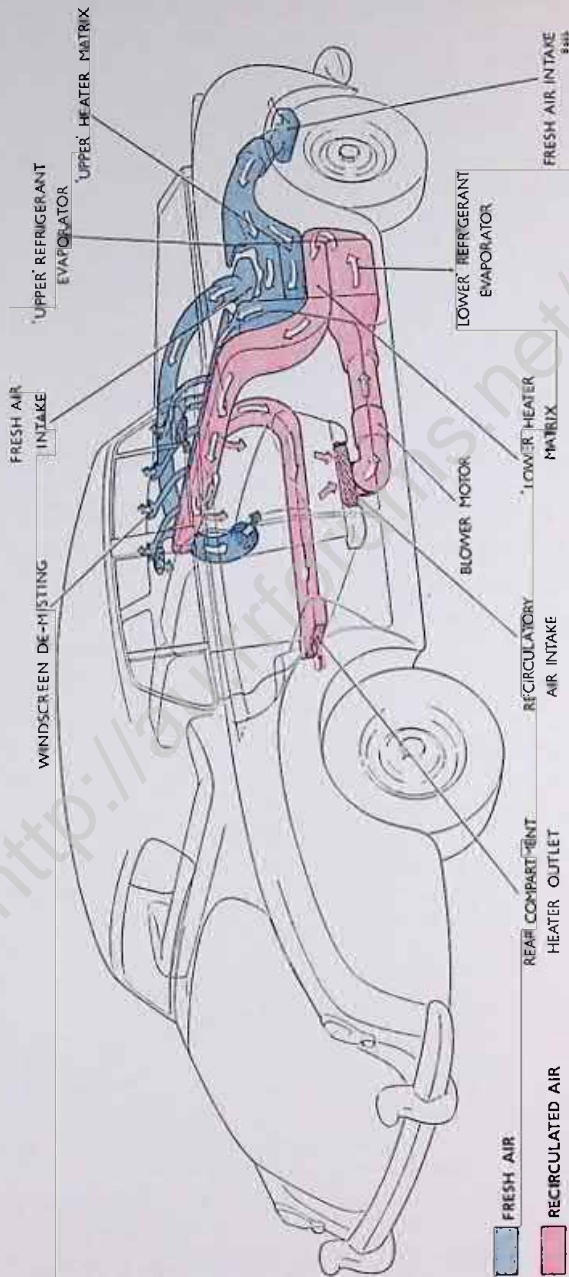 WINDSCREEN DE-MISTING
FRESH AIR
INTAKE
'UPPER' REFRIGERANT
EVAPORATOR
'UPPER' HEATER MATRIX
FRESH AIR
RECIRCULATED AIR
REAR COMPARTMENT
HEATER OUTLET
RECIRCULATORY
AIR INTAKE
BLOWER MOTOR
'LOWER' HEATER
MATRIX
LOWER' REFRIGERANT
EVAPORATOR
FRESH AIR INTAKE